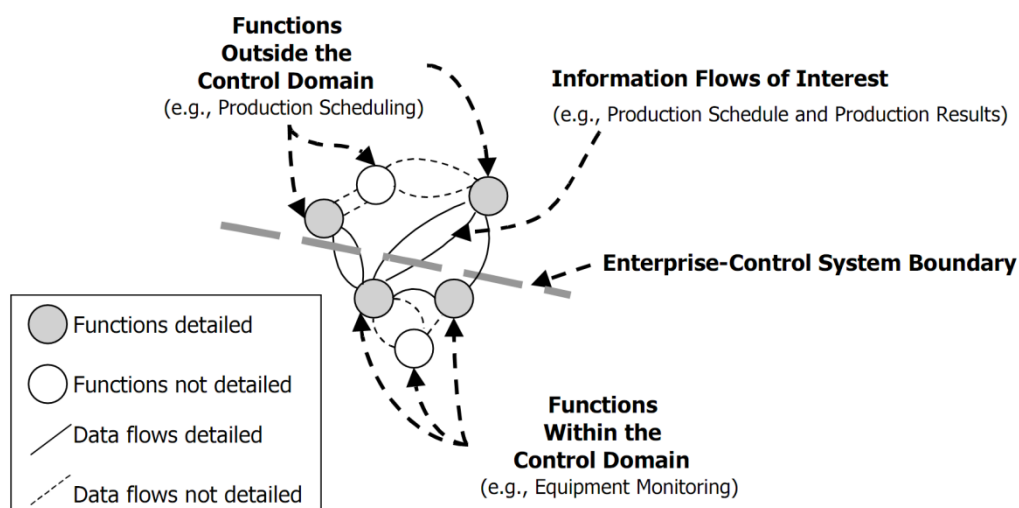 Functions
Outside the
Control Domain
(e.g., Production Scheduling)
Information Flows of Interest
(e.g., Production Schedule and Production Results)
Enterprise-Control System Boundary
Functions detailed
Functions not detailed
Data flows detailed
Data flows not detailed
Functions
Within the
Control Domain
(e.g., Equipment Monitoring)